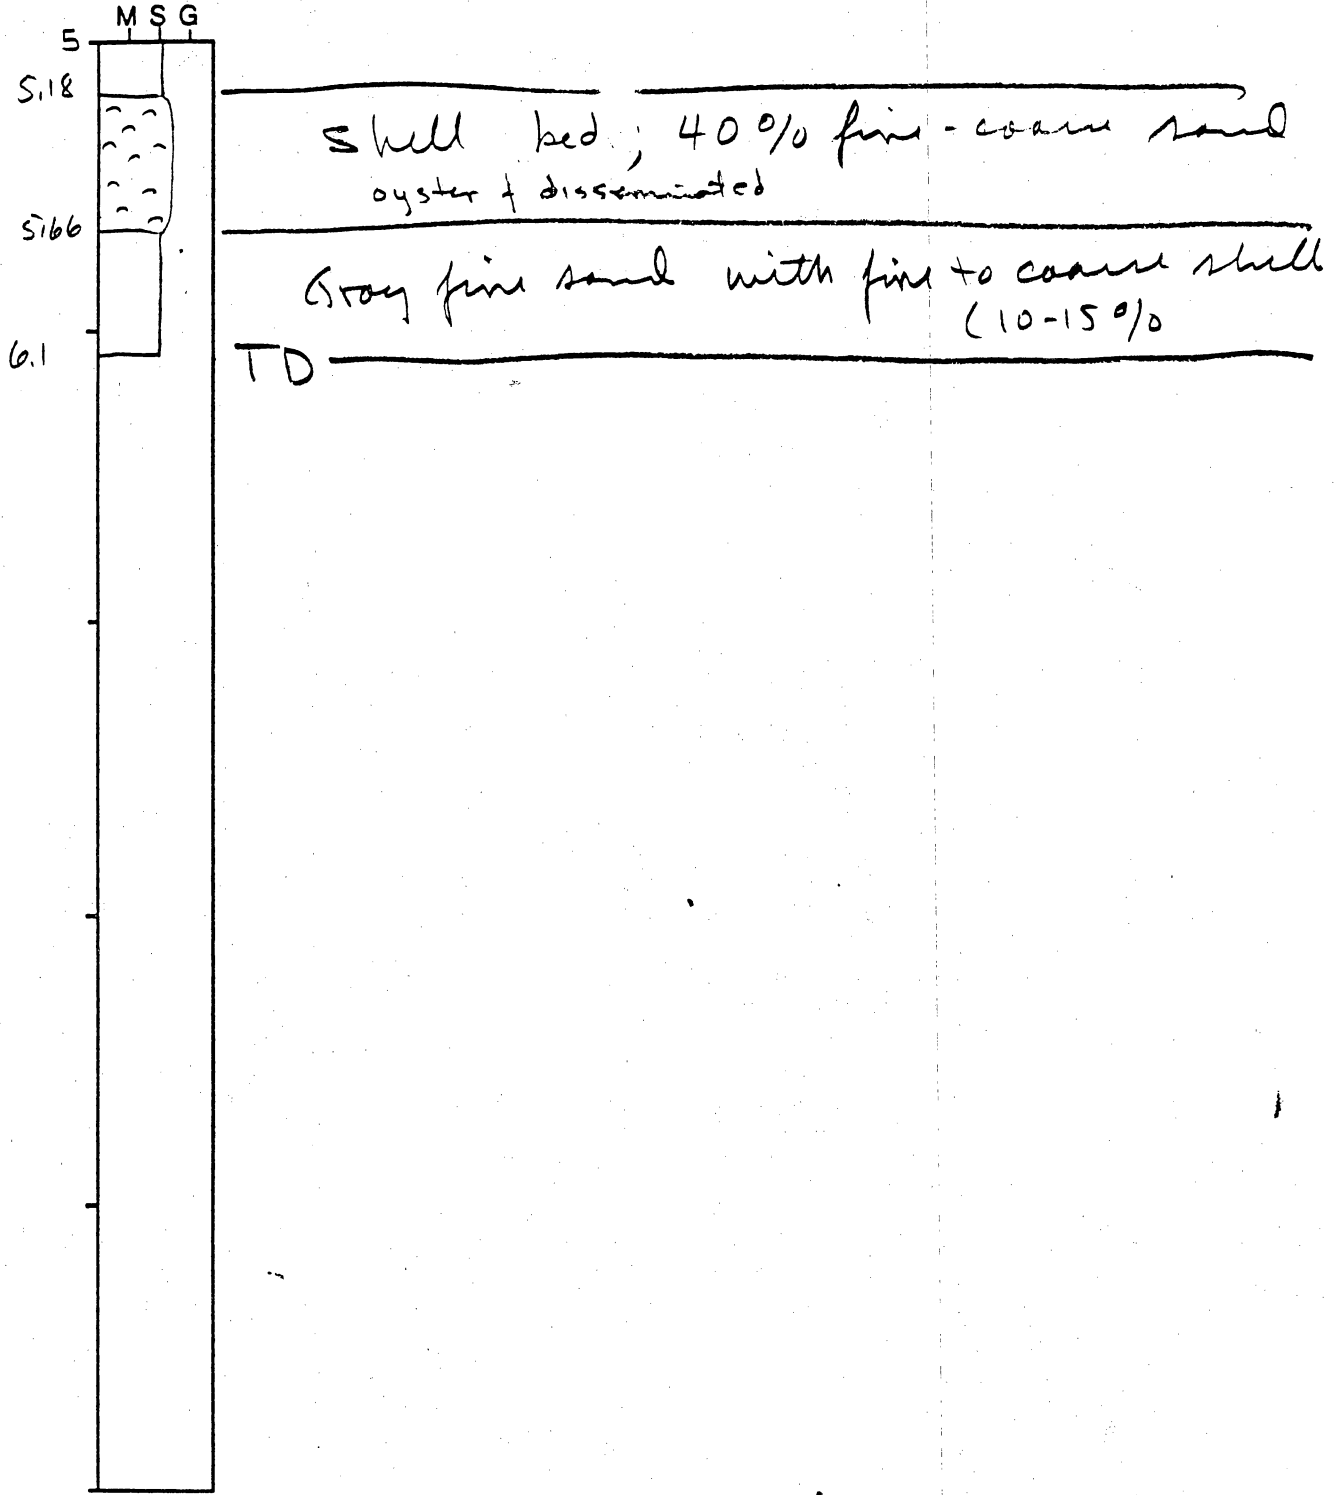 M S G
5
5.18
shell bed; 40% fine-coarse sand
oyster & disseminated
5.66
Gray fine sand with fine to coarse shell
(10-15%
6.1
TD